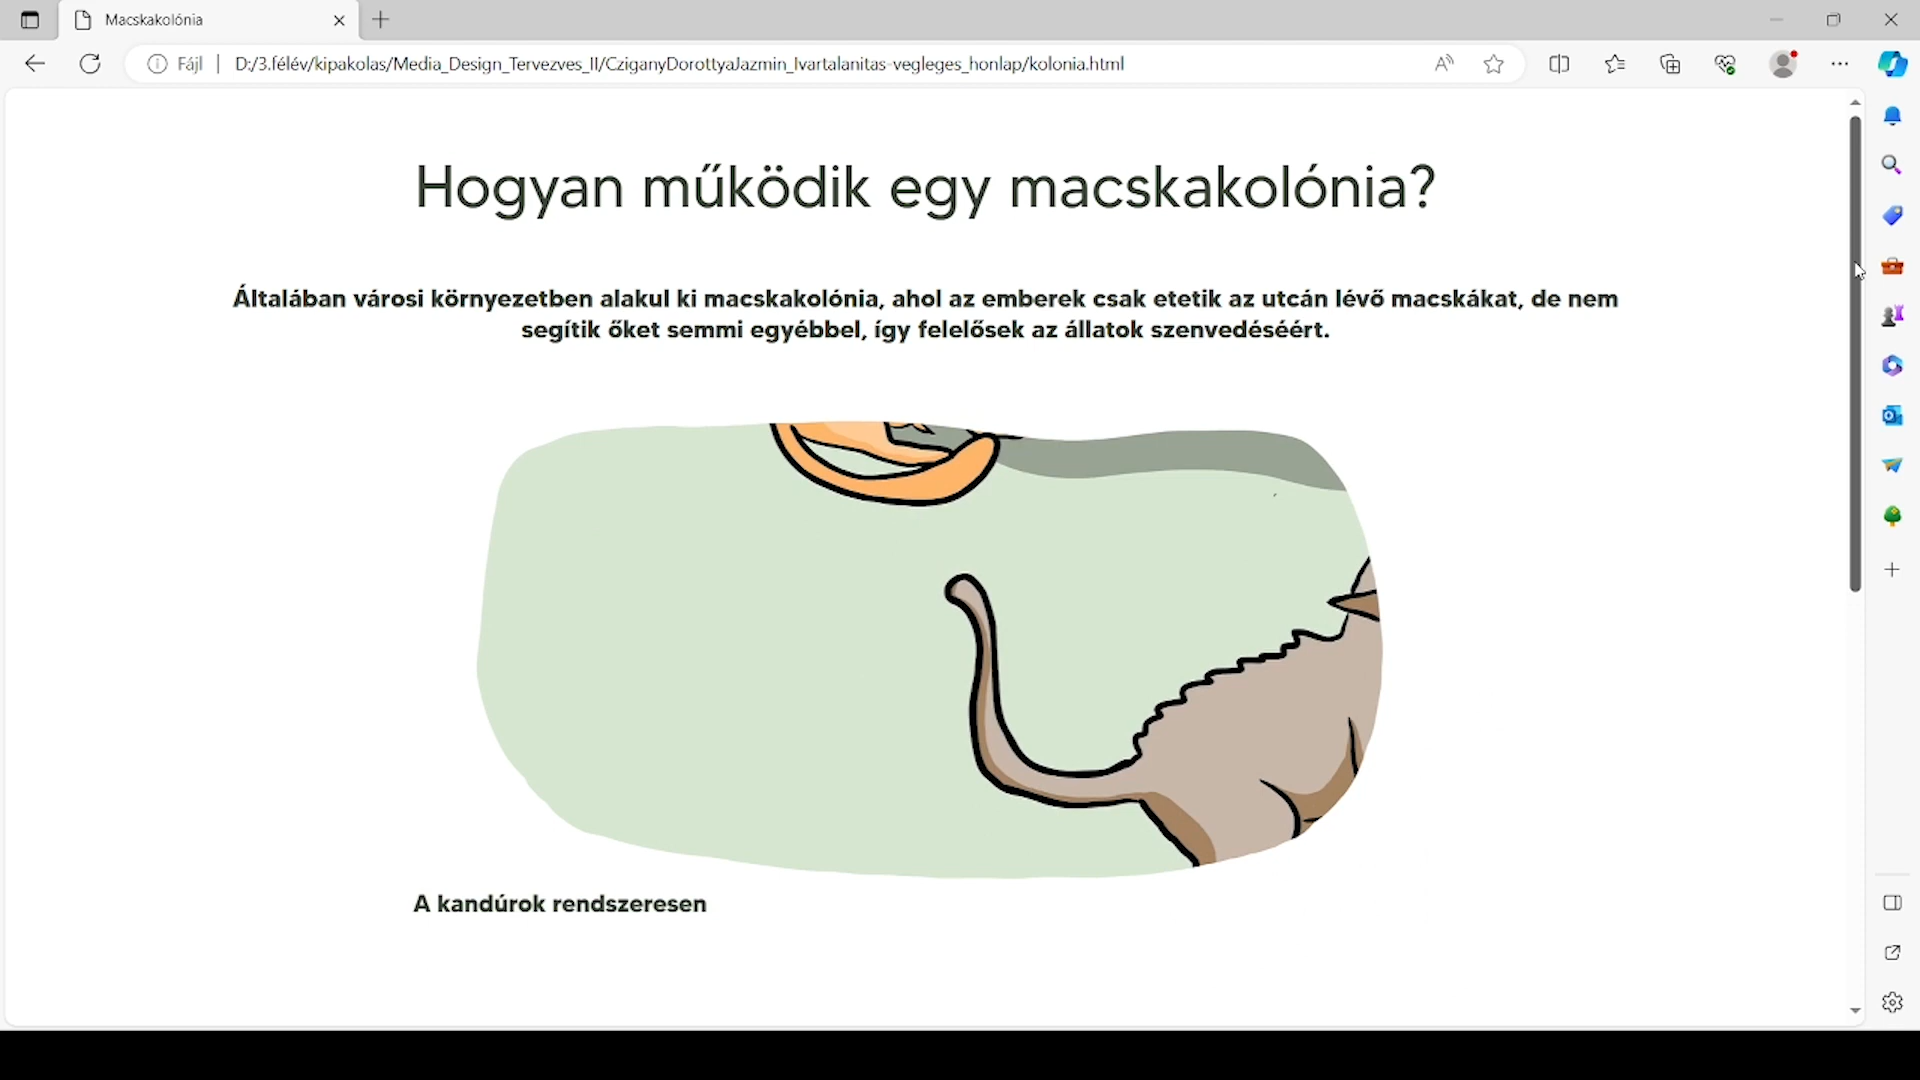 Macskakolónia
Fájl
D:/3.félév/kipakolas/Media_Design_Tervezves_II/CziganyDorottyaJazmin_Ivartalanitas-vegleges_honlap/kolonia.html
Hogyan működik egy macskakolónia?
Általában városi környezetben alakul ki macskakolónia, ahol az emberek csak etetik az utcán lévő macskákat, de nem
segítik őket semmi egyébbel, így felelősek az állatok szenvedéséért.
A kandúrok rendszeresen